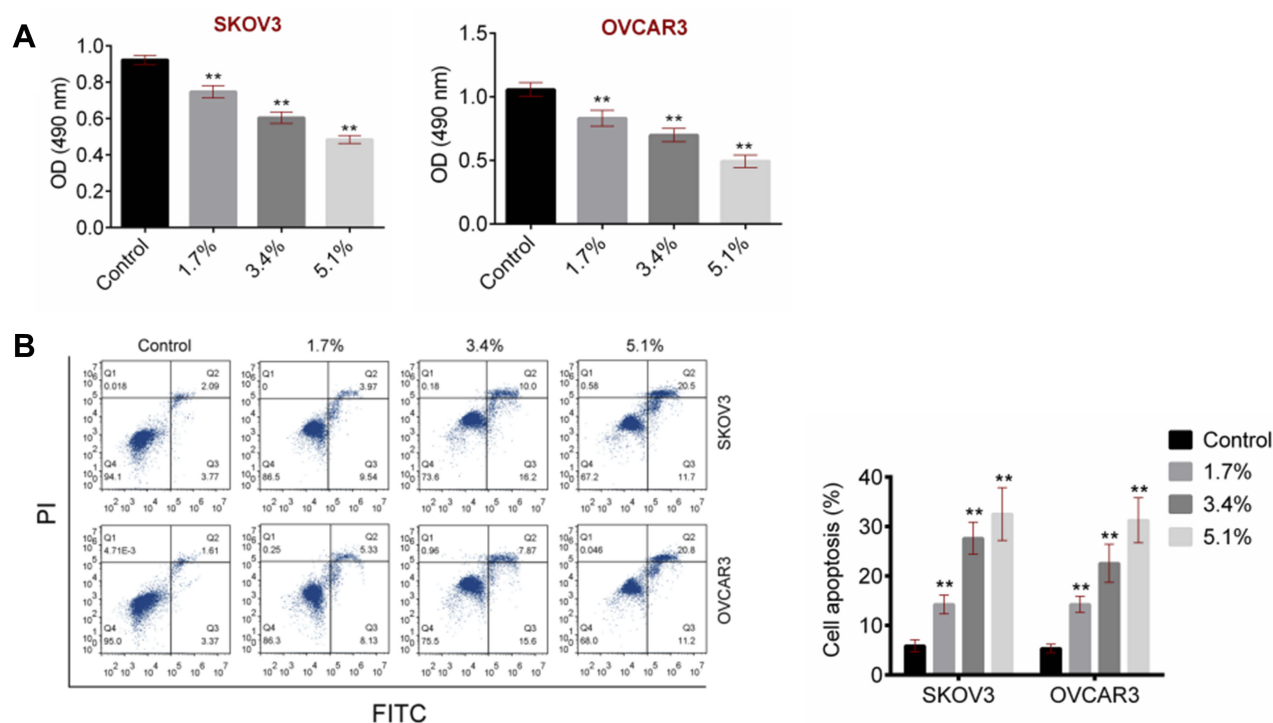 A
SKOV3
OVCAR3
OD (490 nm)
1.0
0.8
0.6
0.4
0.2
0.0
** ** **
Control 1.7% 3.4% 5.1%
OD (490 nm)
1.5
1.0
0.5
0.0
** ** **
Control 1.7% 3.4% 5.1%
B
Control 1.7% 3.4% 5.1%
Q1 Q2 Q1 Q2 Q1 Q2 Q1 Q2
0.018 2.09 0 3.97 0.18 10.0 0.58 20.5
Q4 Q3 Q4 Q3 Q4 Q3 Q4 Q3
94.1 3.77 86.5 9.54 73.6 16.2 67.2 11.7
SKOV3
Q1 Q2 Q1 Q2 Q1 Q2 Q1 Q2
4.71E-3 1.61 0.25 5.33 0.96 7.87 0.046 20.8
Q4 Q3 Q4 Q3 Q4 Q3 Q4 Q3
95.0 3.37 86.3 8.13 75.5 15.6 68.0 11.2
OVCAR3
PI
FITC
Control
1.7%
3.4%
5.1%
Cell apoptosis (%)
40
30
20
10
0
** ** ** ** ** **
SKOV3 OVCAR3